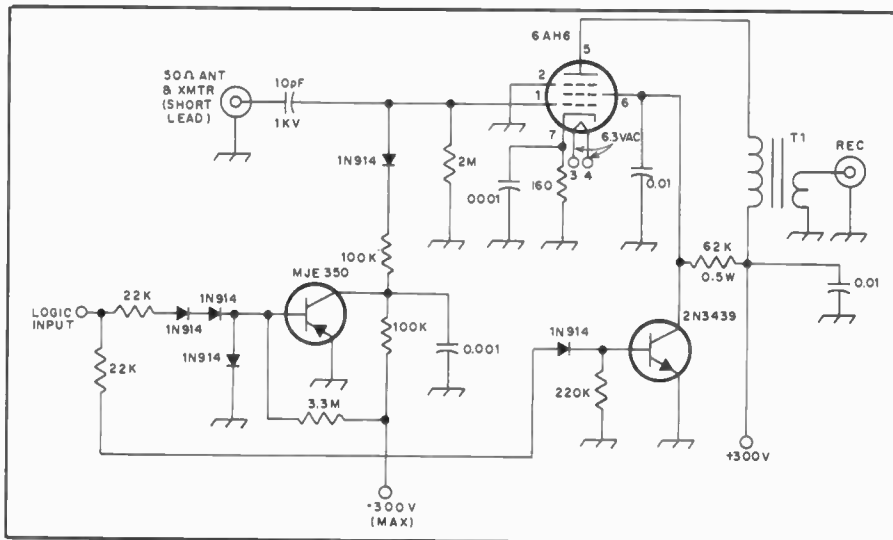 6AH6
5
50Ω ANT
& XMTR
(SHORT
LEAD)
10pF
1KV
2
1
6
7
6.3VAC
3 4
T1
REC
1N914
2M
.0001
160
0.01
100K
62K
0.5W
0.01
MJE 350
LOGIC
INPUT
22K
1N914
1N914
1N914
22K
100K
0.001
1N914
2N3439
3.3M
220K
-300V
(MAX)
+300V